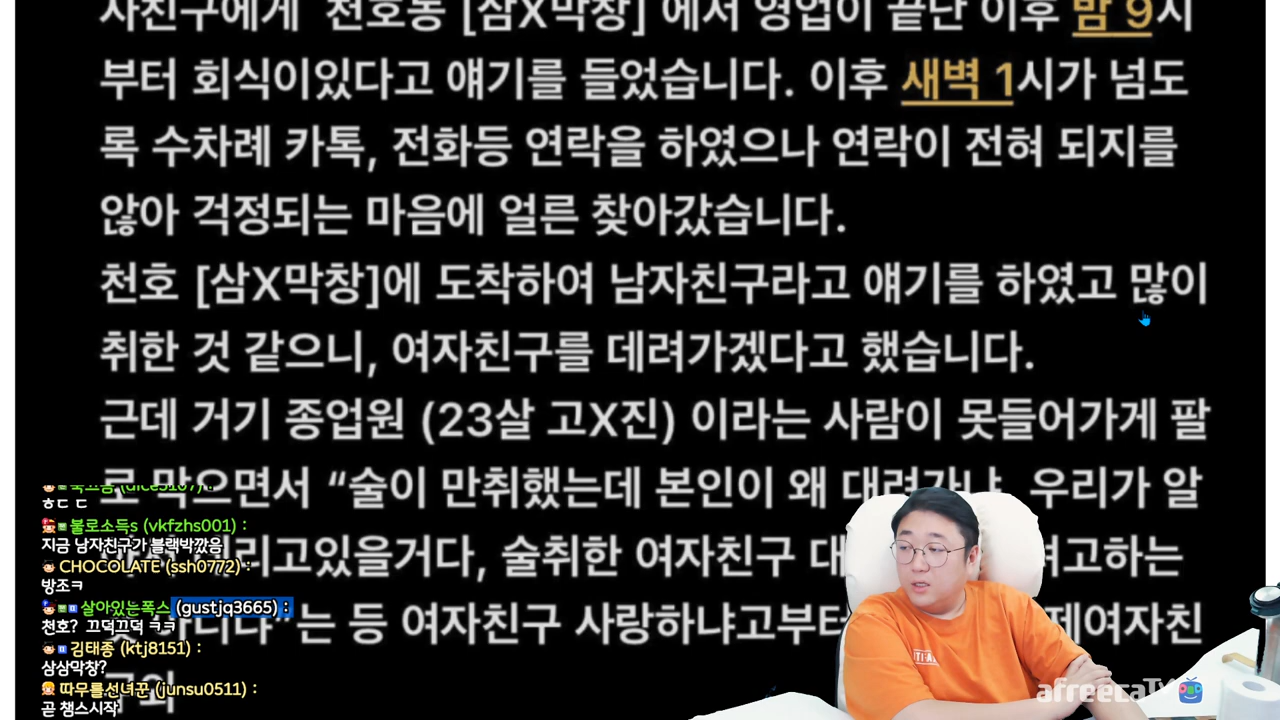 사친구에게 천호동 [삼X막창] 에서 영업이 끝난 이후 밤 9시
부터 회식이있다고 얘기를 들었습니다. 이후 새벽 1시가 넘도
록 수차례 카톡, 전화등 연락을 하였으나 연락이 전혀 되지를
않아 걱정되는 마음에 얼른 찾아갔습니다.
천호 [삼X막창]에 도착하여 남자친구라고 얘기를 하였고 많이
취한 것 같으니, 여자친구를 데려가겠다고 했습니다.
근데 거기 종업원 (23살 고X진) 이라는 사람이 못들어가게 팔
로 막으면서 “술이 만취했는데 본인이 왜 데려가냐, 우리가 알
리고있을거다, 술취한 여자친구 여고하는
는 등 여자친구 사랑하냐고부터 제여자친
구와
(dice5107) :
ㅎㄷㄷ
불로소득s (vkfzhs001) :
지금 남자친구가 블랙박깠음
CHOCOLATE (ssh0772) :
방조ㅋ
살아있는폭스 (gustjq3665) :
천호? 끄덕끄덕 ㅋㅋ
김태종 (ktj8151) :
삼삼막창?
따무를선녀꾼 (junsu0511) :
곧 챔스시작
afreecaTV